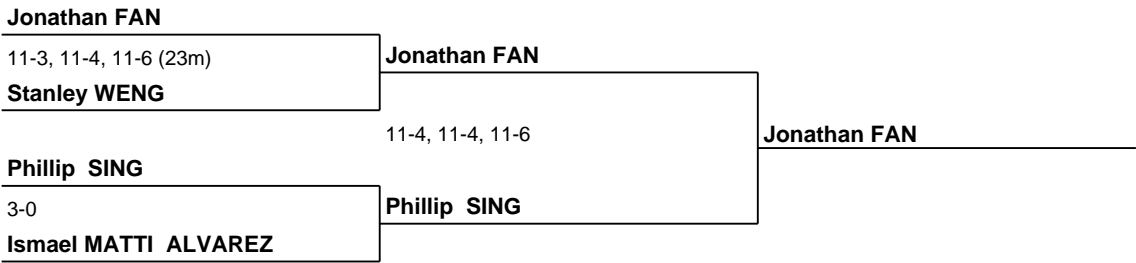 Jonathan FAN
11-3, 11-4, 11-6 (23m)
Stanley WENG
Phillip SING
3-0
Ismael MATTI ALVAREZ
Jonathan FAN
11-4, 11-4, 11-6
Phillip SING
Jonathan FAN